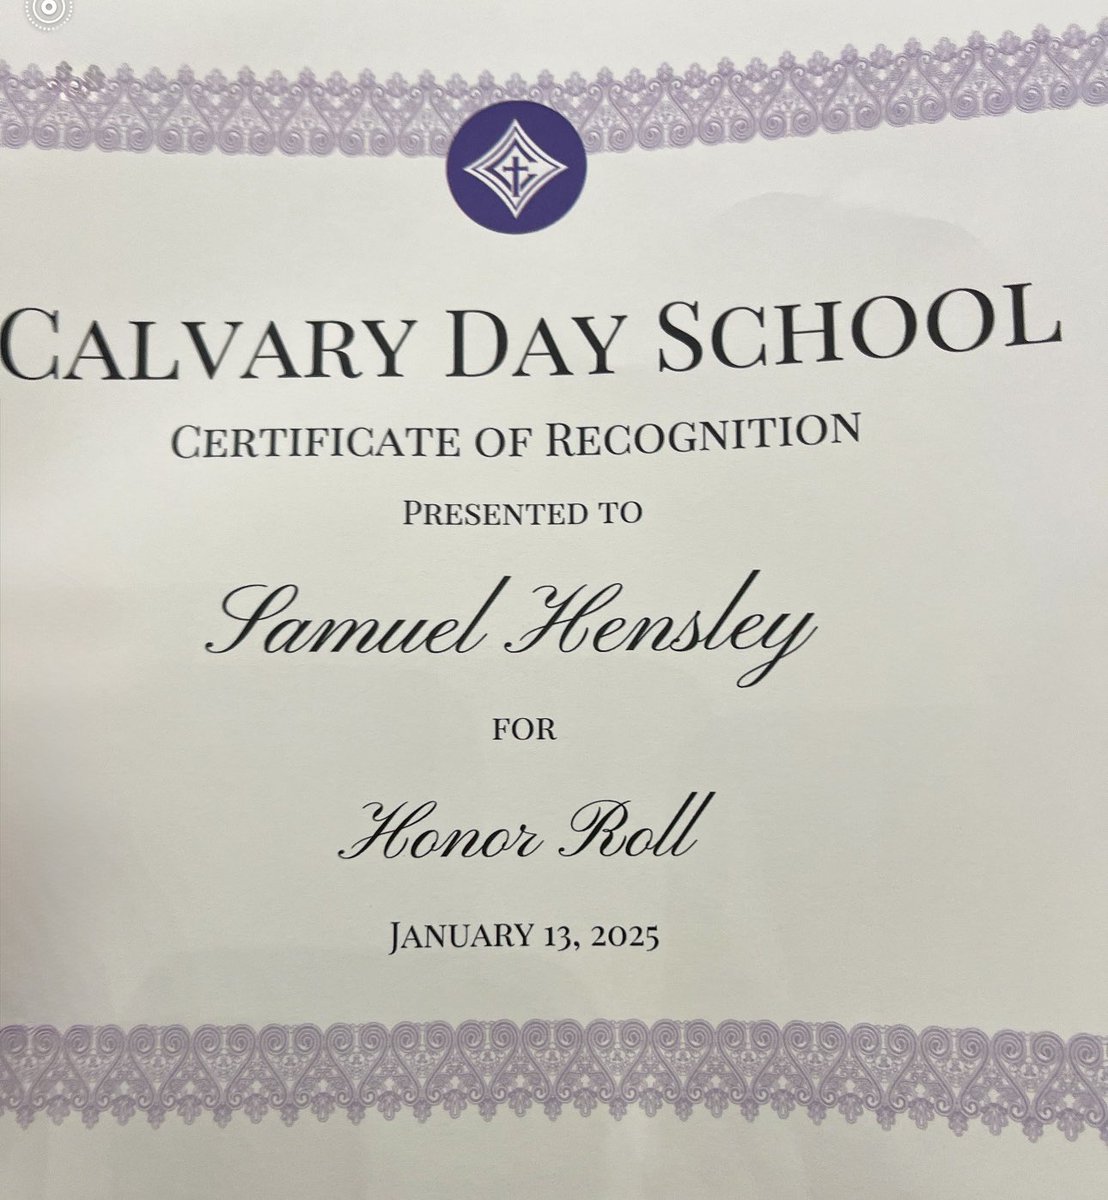 Calvary Day School
Certificate of Recognition
Presented to
Samuel Hensley
for
Honor Roll
January 13, 2025